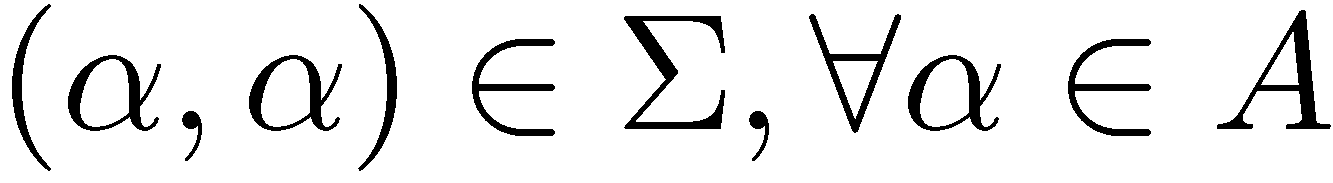 (α, α) ∈ Σ, ∀α ∈ A